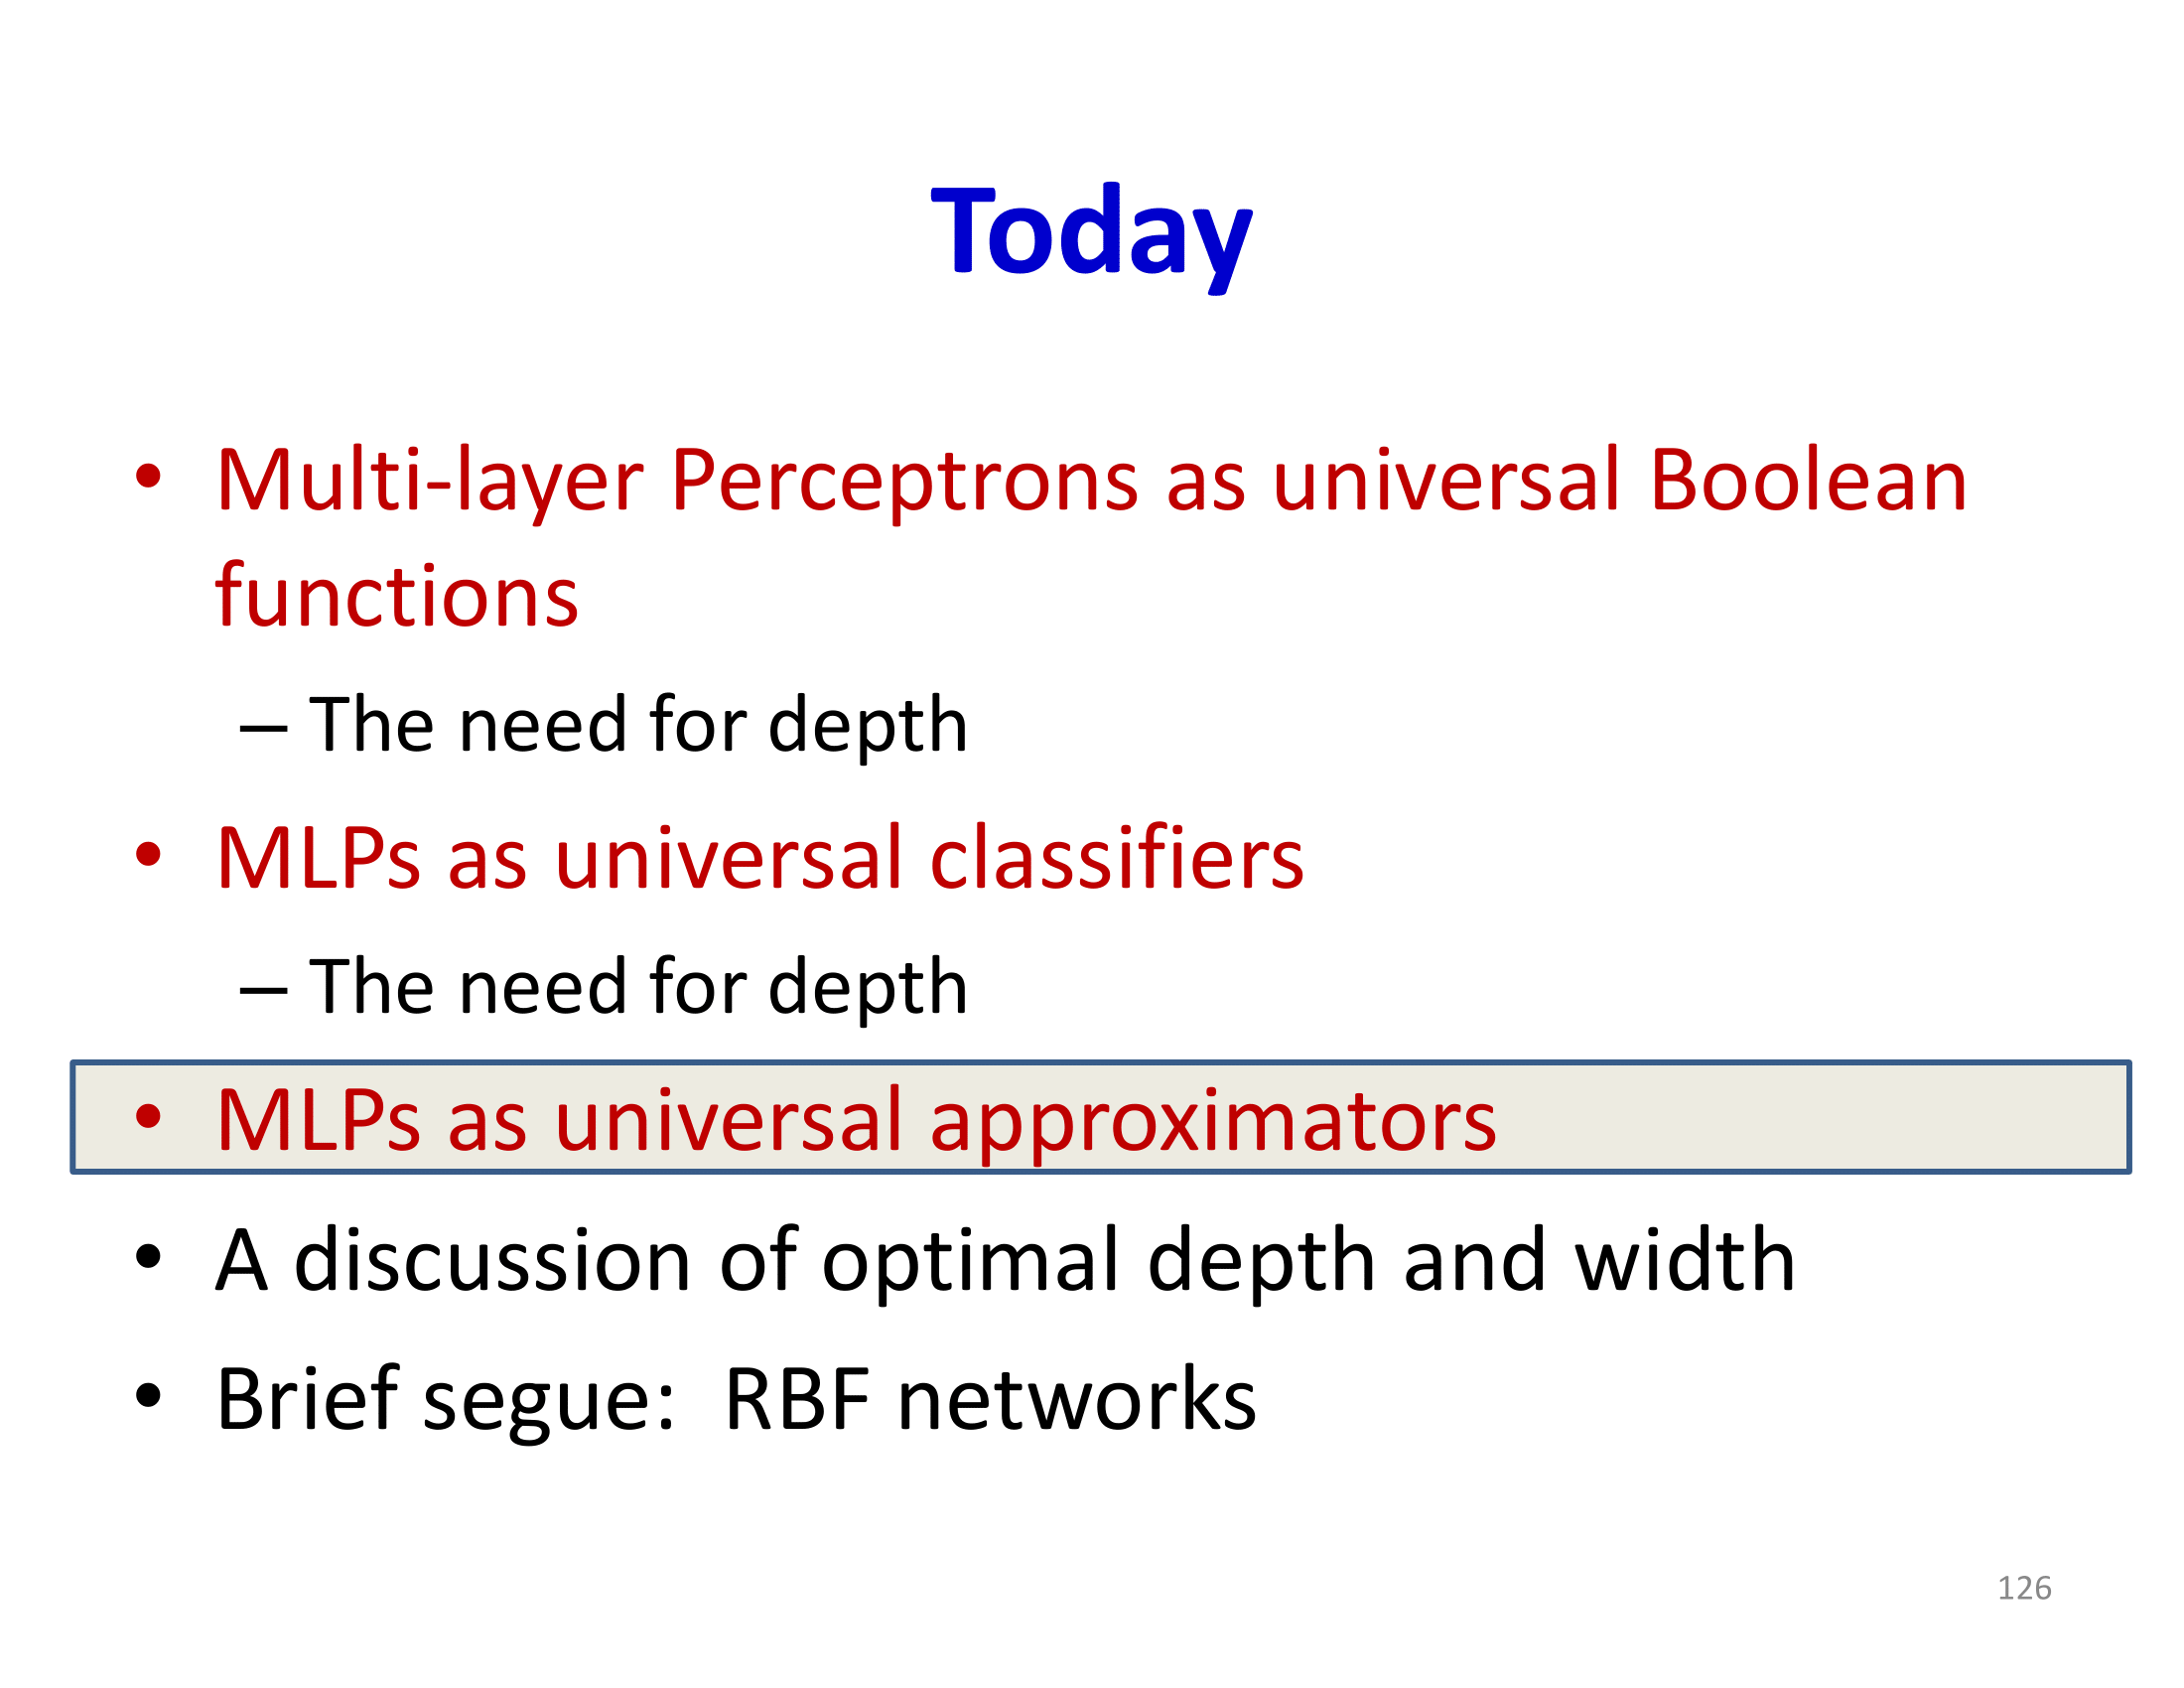 Today
• Multi-layer Perceptrons as universal Boolean
functions
– The need for depth
• MLPs as universal classifiers
– The need for depth
• MLPs as universal approximators
• A discussion of optimal depth and width
• Brief segue:  RBF networks
126